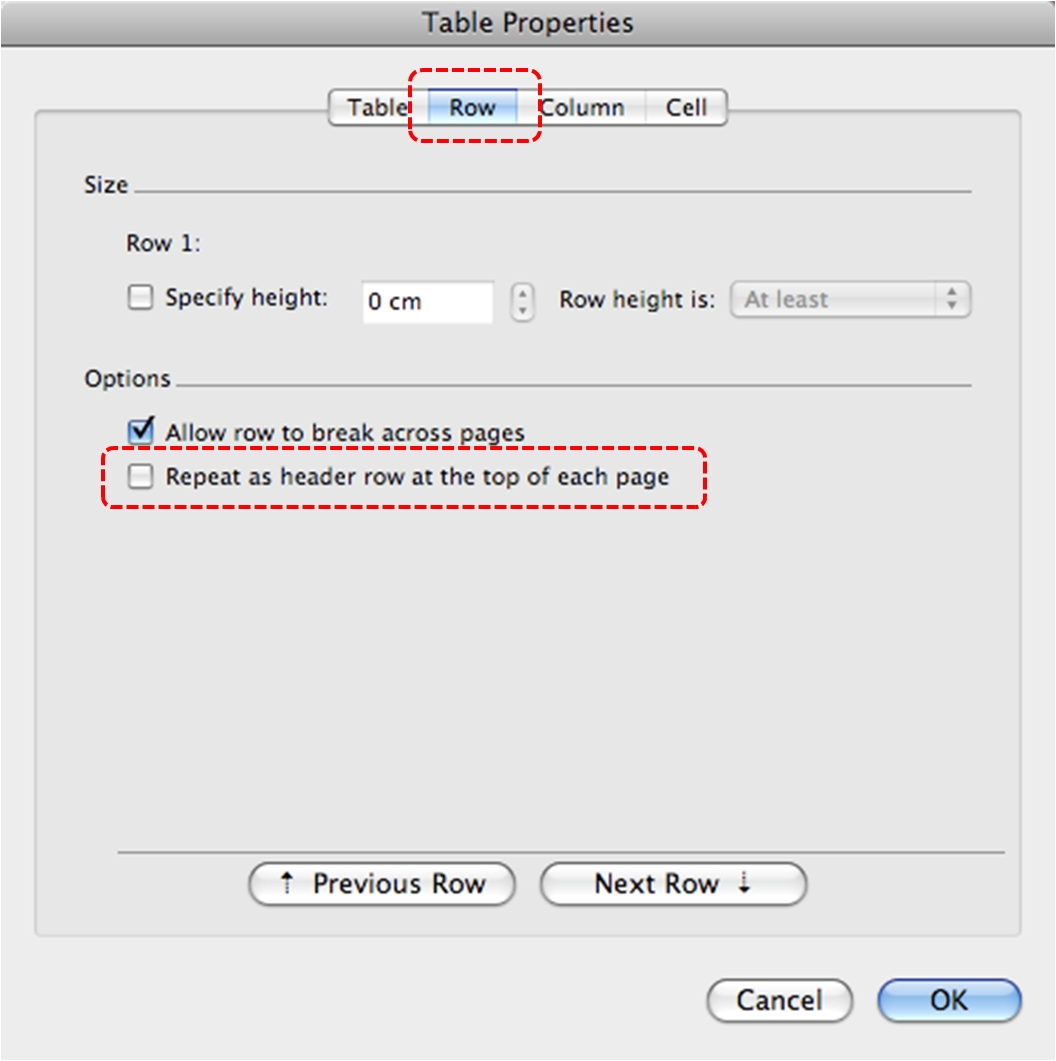 Table Properties
Table Row Column Cell
Size
Row 1:
Specify height: 0 cm Row height is: At least
Options
Allow row to break across pages
Repeat as header row at the top of each page
↑ Previous Row Next Row ↓
Cancel OK